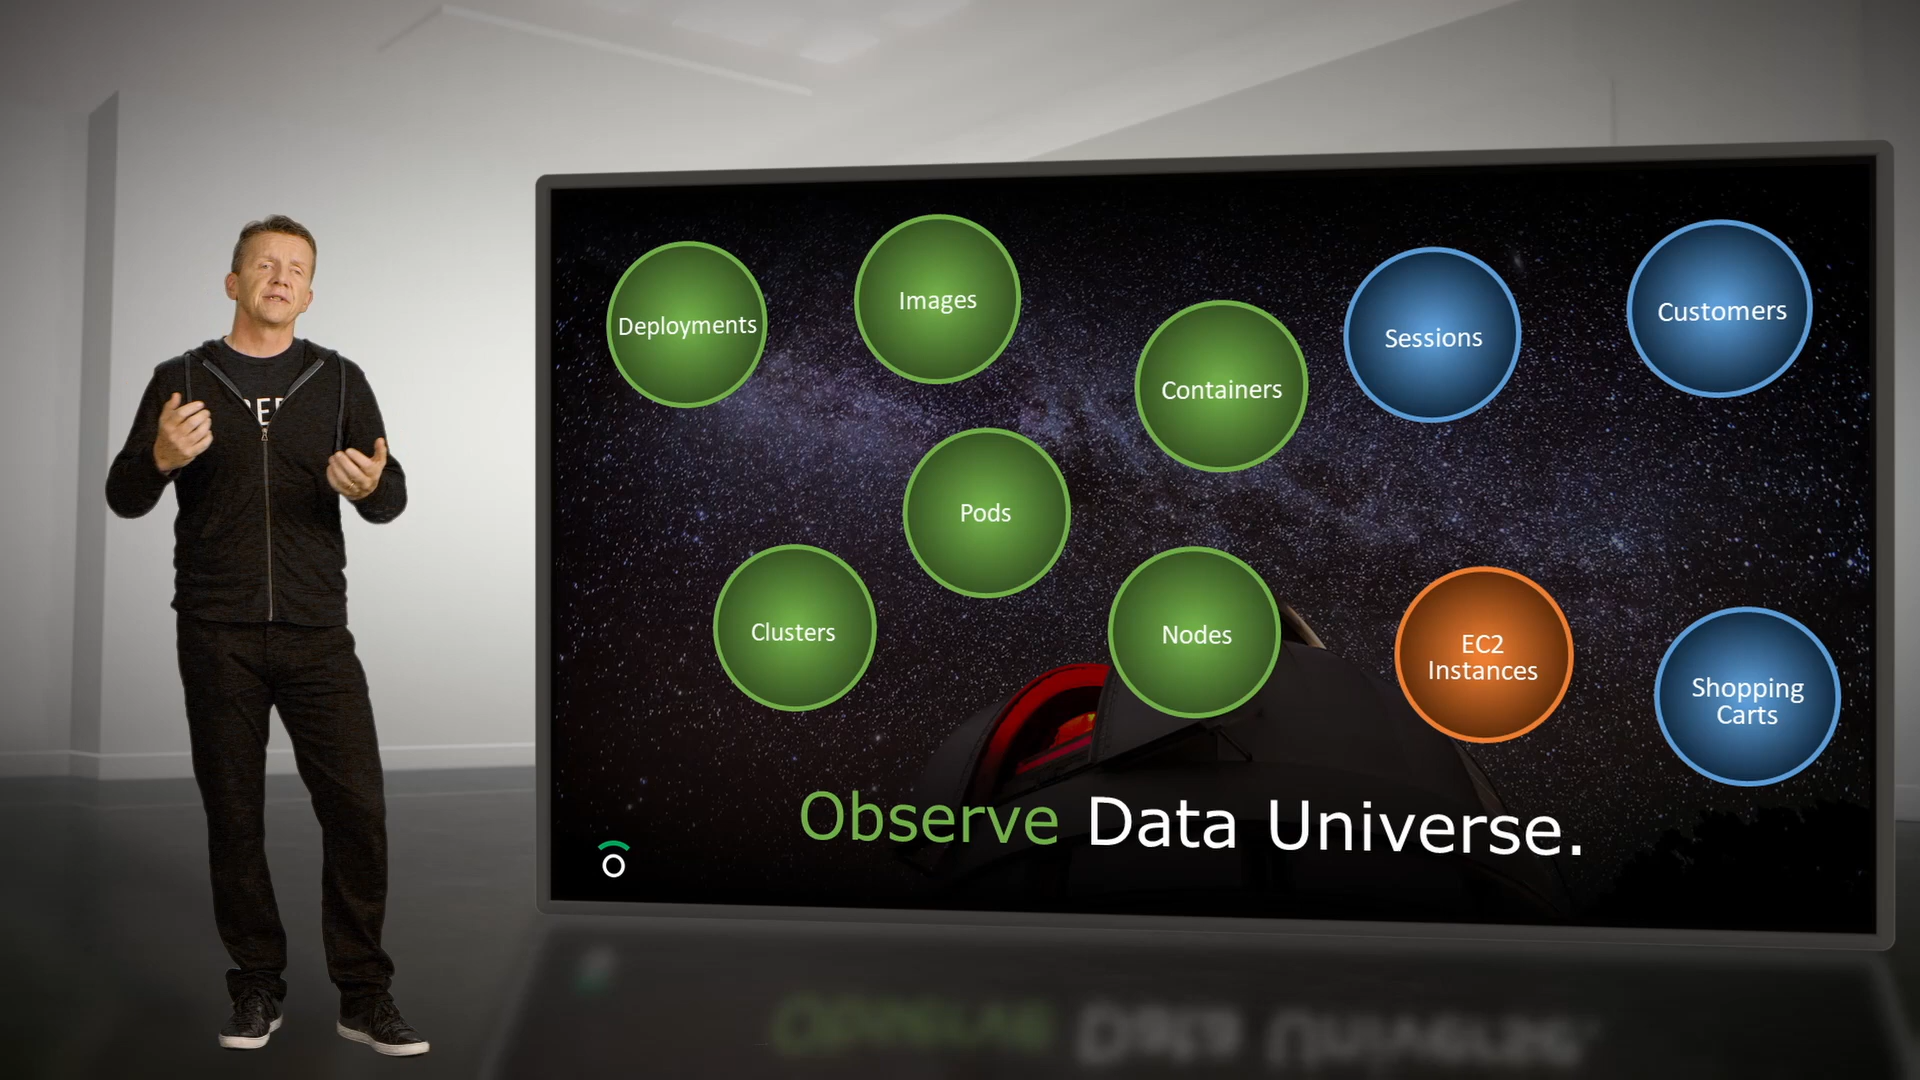 Deployments
Images
Containers
Sessions
Customers
Pods
Clusters
Nodes
EC2
Instances
Shopping
Carts
Observe Data Universe.